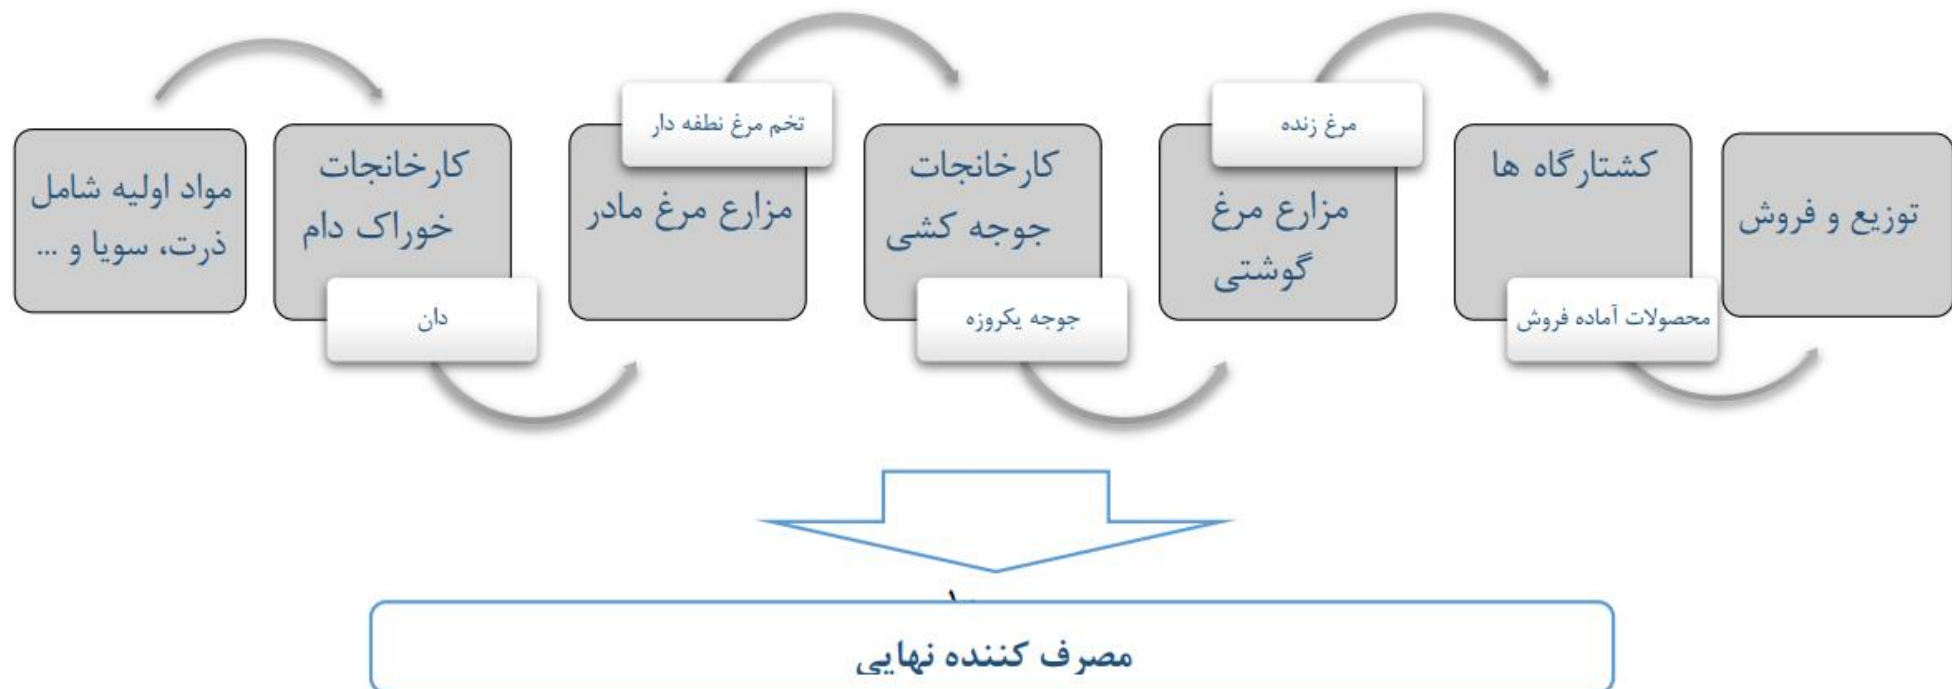 مواد اولیه شامل
ذرت، سویا و ...
کارخانجات
خوراک دام
دان
تخم مرغ نطفه دار
مزارع مرغ مادر
کارخانجات
جوجه کشی
جوجه یکروزه
مرغ زنده
مزارع مرغ
گوشتی
کشتارگاه ها
محصولات آماده فروش
توزیع و فروش
مصرف کننده نهایی